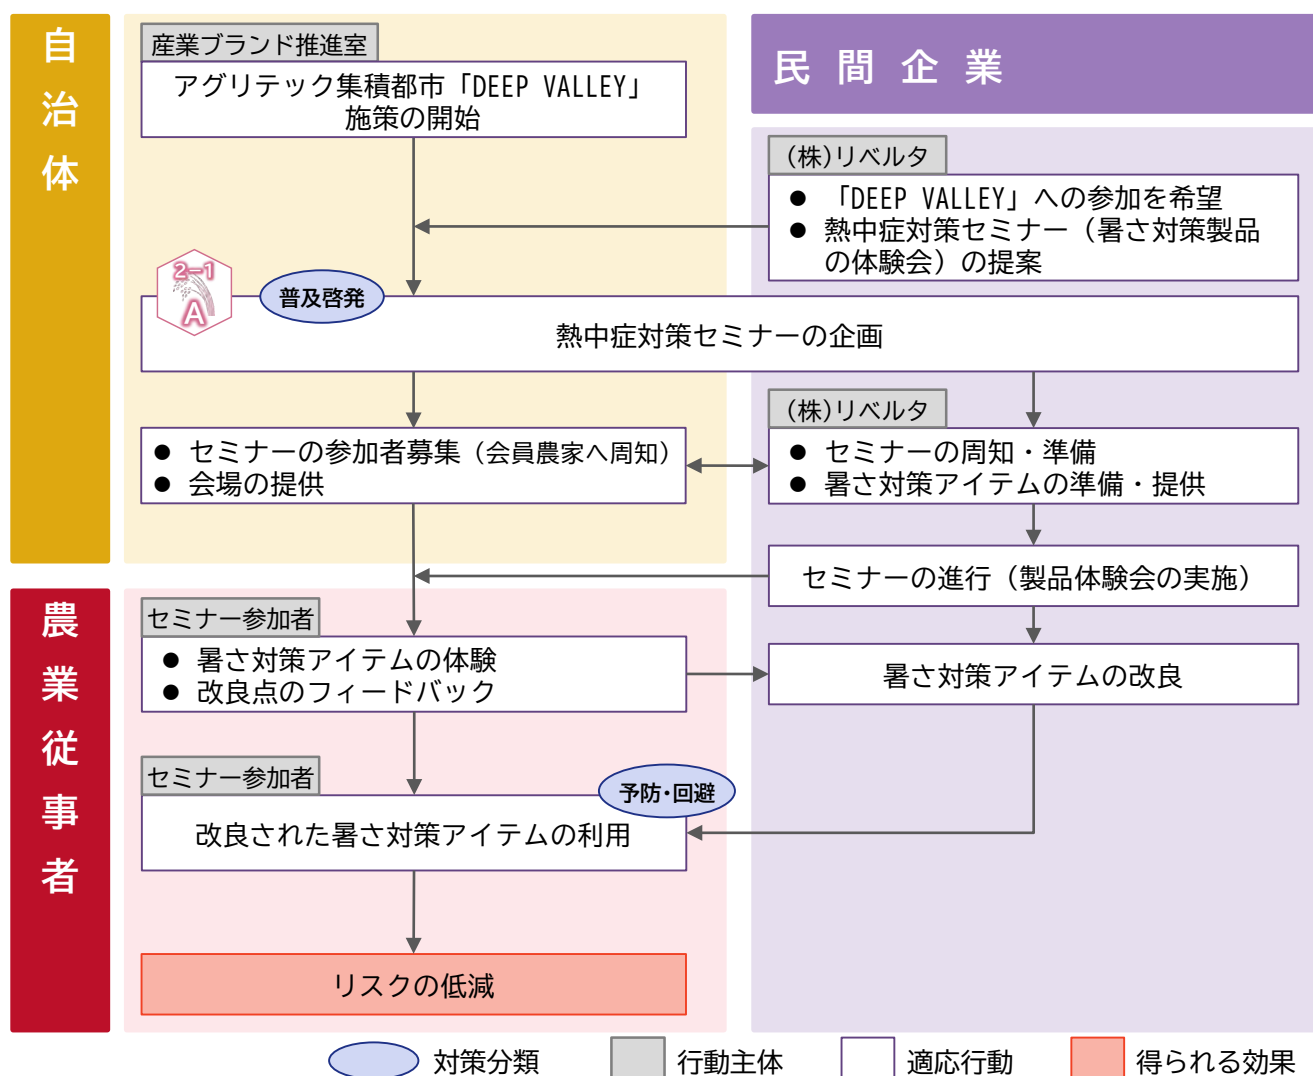 自治体
産業ブランド推進室
アグリテック集積都市「DEEP VALLEY」
施策の開始
民間企業
(株)リベルタ
● 「DEEP VALLEY」への参加を希望
● 熱中症対策セミナー（暑さ対策製品
の体験会）の提案
2-1
A
普及啓発
熱中症対策セミナーの企画
● セミナーの参加者募集（会員農家へ周知）
● 会場の提供
(株)リベルタ
● セミナーの周知・準備
● 暑さ対策アイテムの準備・提供
セミナーの進行（製品体験会の実施）
農業従事者
セミナー参加者
● 暑さ対策アイテムの体験
● 改良点のフィードバック
暑さ対策アイテムの改良
セミナー参加者
予防・回避
改良された暑さ対策アイテムの利用
リスクの低減
対策分類
行動主体
適応行動
得られる効果